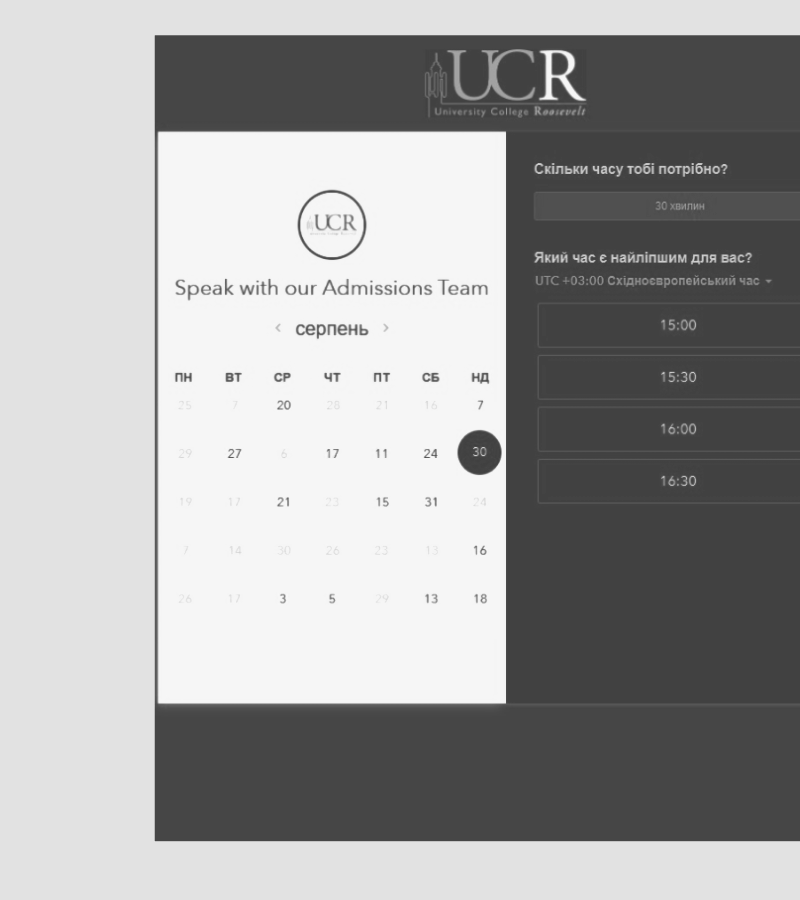 UCR
University College Roosevelt
UCR
Speak with our Admissions Team
‹ серпень ›
ПН ВТ СР ЧТ ПТ СБ НД
25 7 20 28 21 16 7
29 27 6 17 11 24 30
19 17 21 23 15 31 24
7 14 30 26 23 13 16
26 17 3 5 29 13 18
Скільки часу тобі потрібно?
30 хвилин
Який час є найліпшим для вас?
UTC +03:00 Східноєвропейський час
15:00
15:30
16:00
16:30